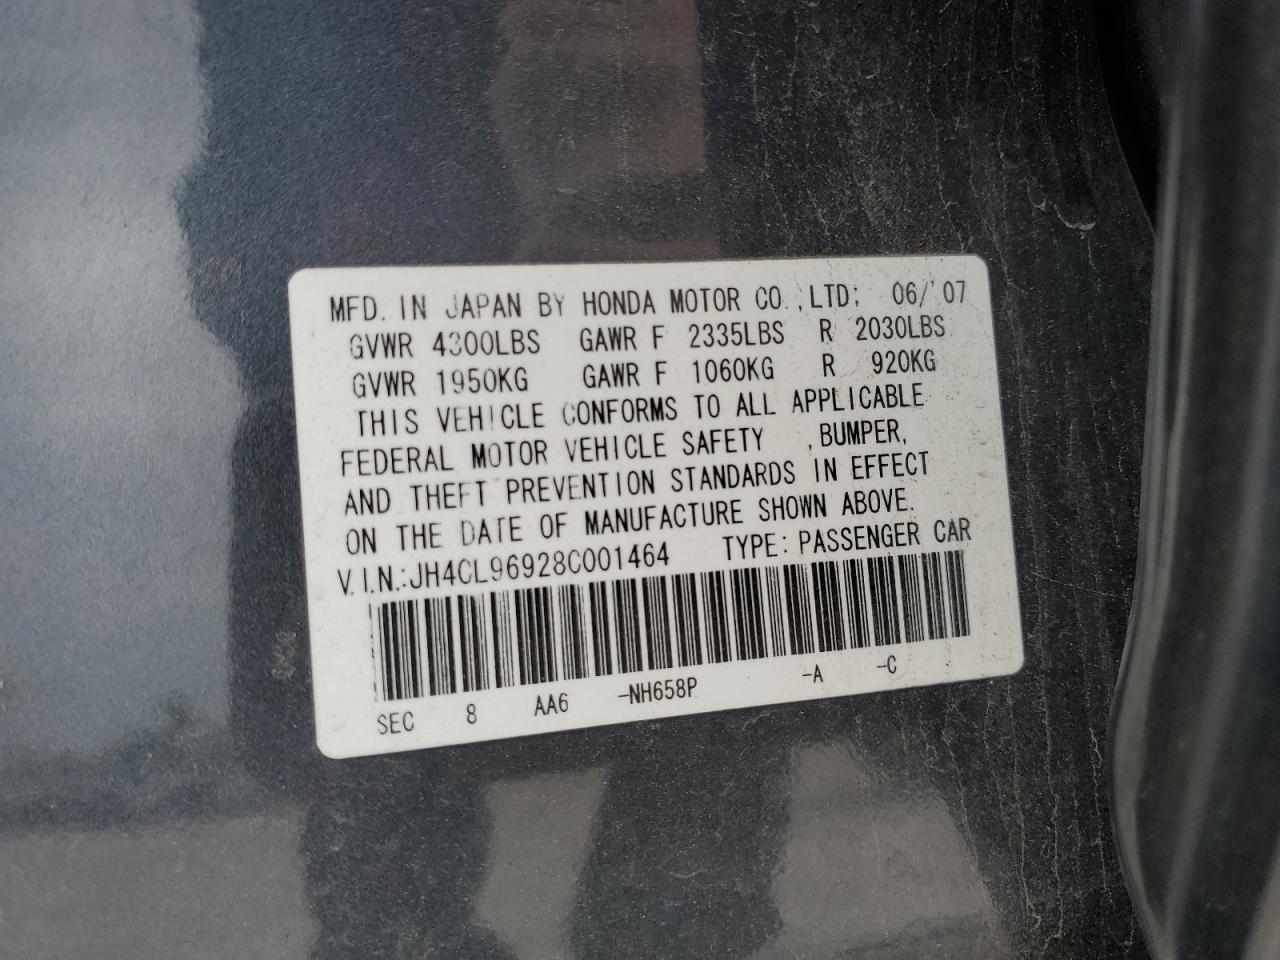 MFD. IN JAPAN BY HONDA MOTOR CO.,LTD; 06/'07
GVWR 4300LBS GAWR F 2335LBS R 2030LBS
GVWR 1950KG GAWR F 1060KG R 920KG
THIS VEHICLE CONFORMS TO ALL APPLICABLE
FEDERAL MOTOR VEHICLE SAFETY ,BUMPER,
AND THEFT PREVENTION STANDARDS IN EFFECT
ON THE DATE OF MANUFACTURE SHOWN ABOVE.
V.I.N.:JH4CL96928C001464 TYPE: PASSENGER CAR
SEC 8 AA6 -NH658P -A -C